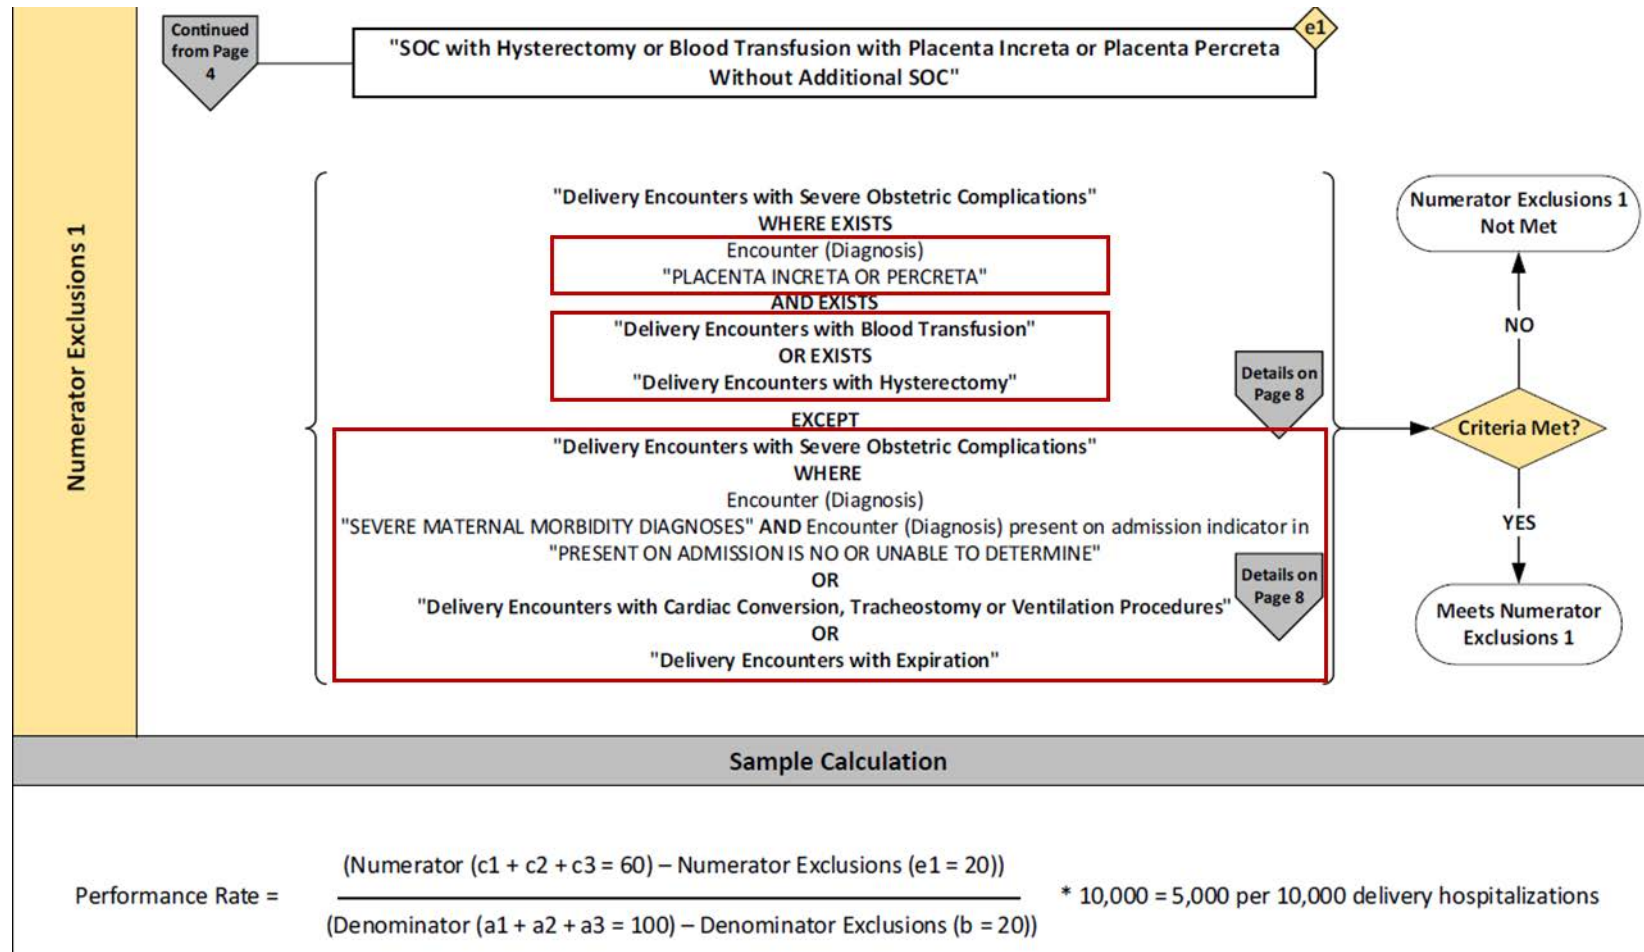 Continued
from Page
4
e1
"SOC with Hysterectomy or Blood Transfusion with Placenta Increta or Placenta Percreta
Without Additional SOC"
Numerator Exclusions 1
"Delivery Encounters with Severe Obstetric Complications"
WHERE EXISTS
Encounter (Diagnosis)
"PLACENTA INCRETA OR PERCRETA"
AND EXISTS
"Delivery Encounters with Blood Transfusion"
OR EXISTS
"Delivery Encounters with Hysterectomy"
Details on
Page 8
EXCEPT
"Delivery Encounters with Severe Obstetric Complications"
WHERE
Encounter (Diagnosis)
"SEVERE MATERNAL MORBIDITY DIAGNOSES" AND Encounter (Diagnosis) present on admission indicator in
"PRESENT ON ADMISSION IS NO OR UNABLE TO DETERMINE"
OR
"Delivery Encounters with Cardiac Conversion, Tracheostomy or Ventilation Procedures"
Details on
Page 8
OR
"Delivery Encounters with Expiration"
Numerator Exclusions 1
Not Met
NO
Criteria Met?
YES
Meets Numerator
Exclusions 1
Sample Calculation
Performance Rate =
(Numerator (c1 + c2 + c3 = 60) – Numerator Exclusions (e1 = 20))
(Denominator (a1 + a2 + a3 = 100) – Denominator Exclusions (b = 20))
* 10,000 = 5,000 per 10,000 delivery hospitalizations